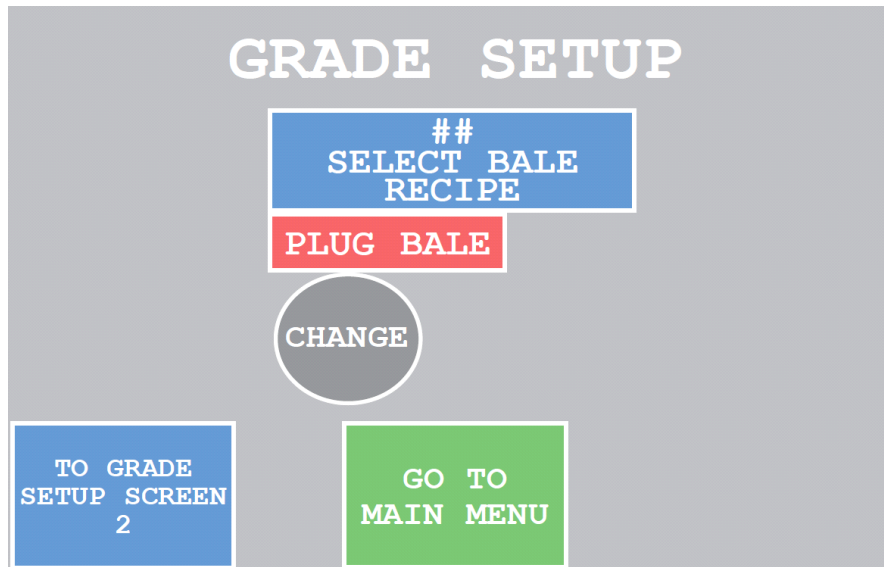 GRADE SETUP
##
SELECT BALE
RECIPE
PLUG BALE
CHANGE
TO GRADE
SETUP SCREEN
2
GO TO
MAIN MENU